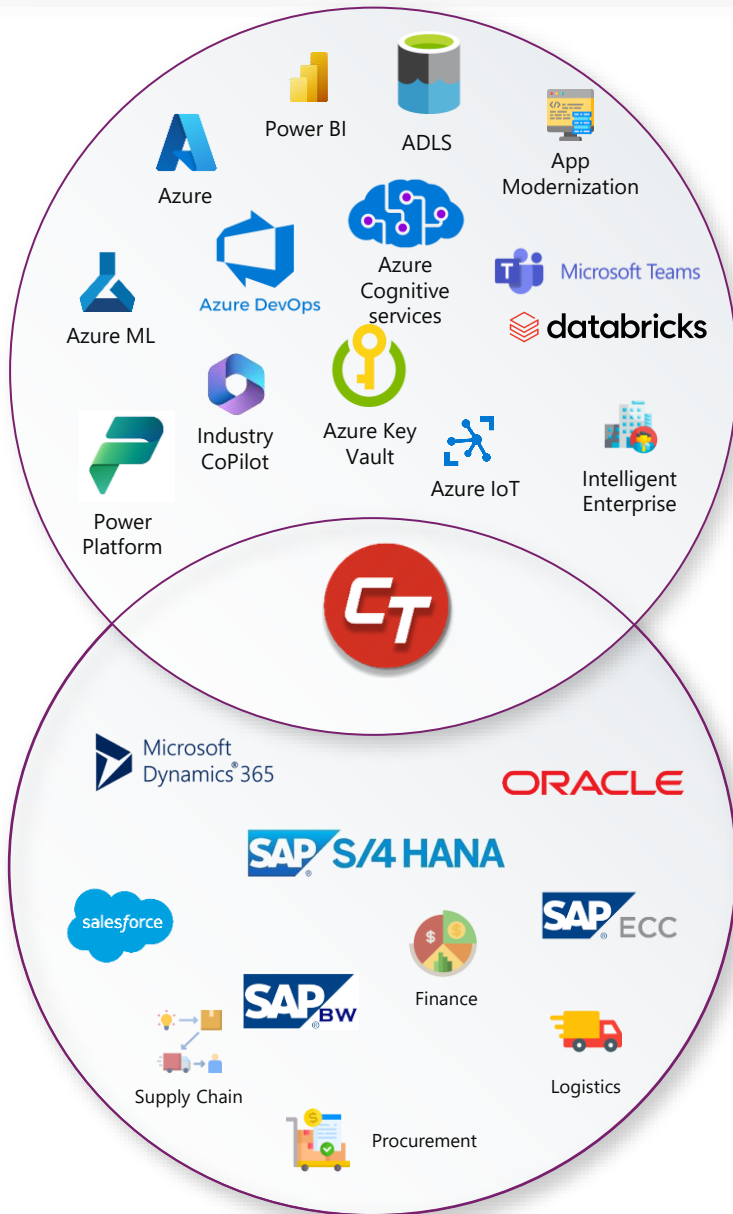 Power BI
ADLS
App
Modernization
Azure
Azure DevOps
Azure
Cognitive
services
Microsoft Teams
databricks
Azure ML
Industry
CoPilot
Azure Key
Vault
Azure IoT
Intelligent
Enterprise
Power
Platform
CT
Microsoft
Dynamics®365
ORACLE
SAP® S/4 HANA
salesforce
SAP® ECC
Finance
SAP® BW
Supply Chain
Logistics
Procurement